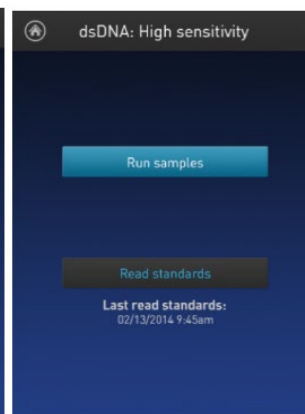 dsDNA: High sensitivity
Run samples
Read standards
Last read standards:
02/13/2014 9:45am